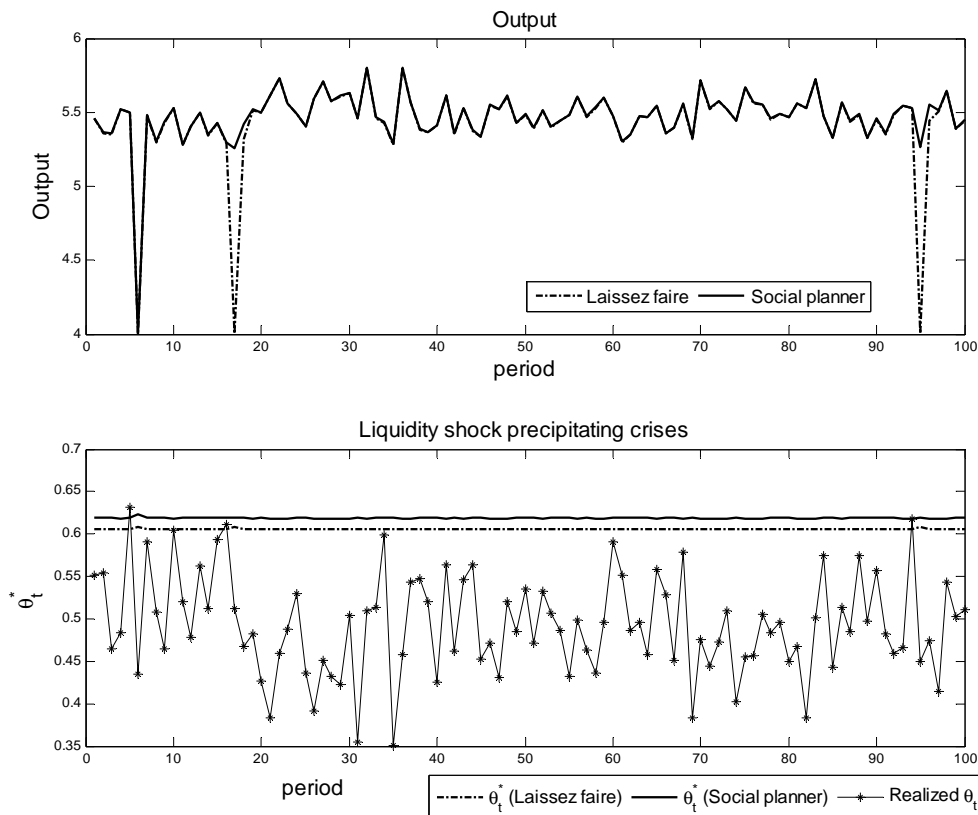 Output
6
5.5
5
4.5
4
Output
Laissez faire Social planner
0 10 20 30 40 50 60 70 80 90 100
period
Liquidity shock precipitating crises
0.7
0.65
0.6
0.55
0.5
0.45
0.4
0.35
θ*t
0 10 20 30 40 50 60 70 80 90 100
period
θ*t (Laissez faire) θ*t (Social planner) Realized θt